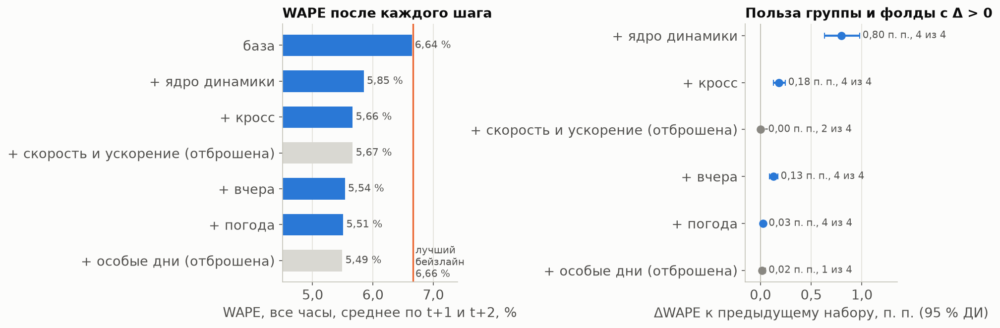 WAPE после каждого шага
база
6,64 %
+ ядро динамики
5,85 %
+ кросс
5,66 %
+ скорость и ускорение (отброшена)
5,67 %
+ вчера
5,54 %
+ погода
5,51 %
+ особые дни (отброшена)
5,49 %
лучший
бейзлайн
6,66 %
5,0 6,0 7,0
WAPE, все часы, среднее по t+1 и t+2, %
Польза группы и фолды с Δ > 0
+ ядро динамики
0,80 п. п., 4 из 4
+ кросс
0,18 п. п., 4 из 4
+ скорость и ускорение (отброшена)
-0,00 п. п., 2 из 4
+ вчера
0,13 п. п., 4 из 4
+ погода
0,03 п. п., 4 из 4
+ особые дни (отброшена)
0,02 п. п., 1 из 4
0,0 0,5 1,0
ΔWAPE к предыдущему набору, п. п. (95 % ДИ)